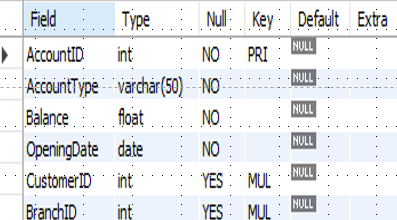 Field Type Null Key Default Extra
AccountID int NO PRI NULL
AccountType varchar(50) NO NULL
Balance float NO NULL
OpeningDate date NO NULL
CustomerID int YES MUL NULL
BranchID int YES MUL NULL